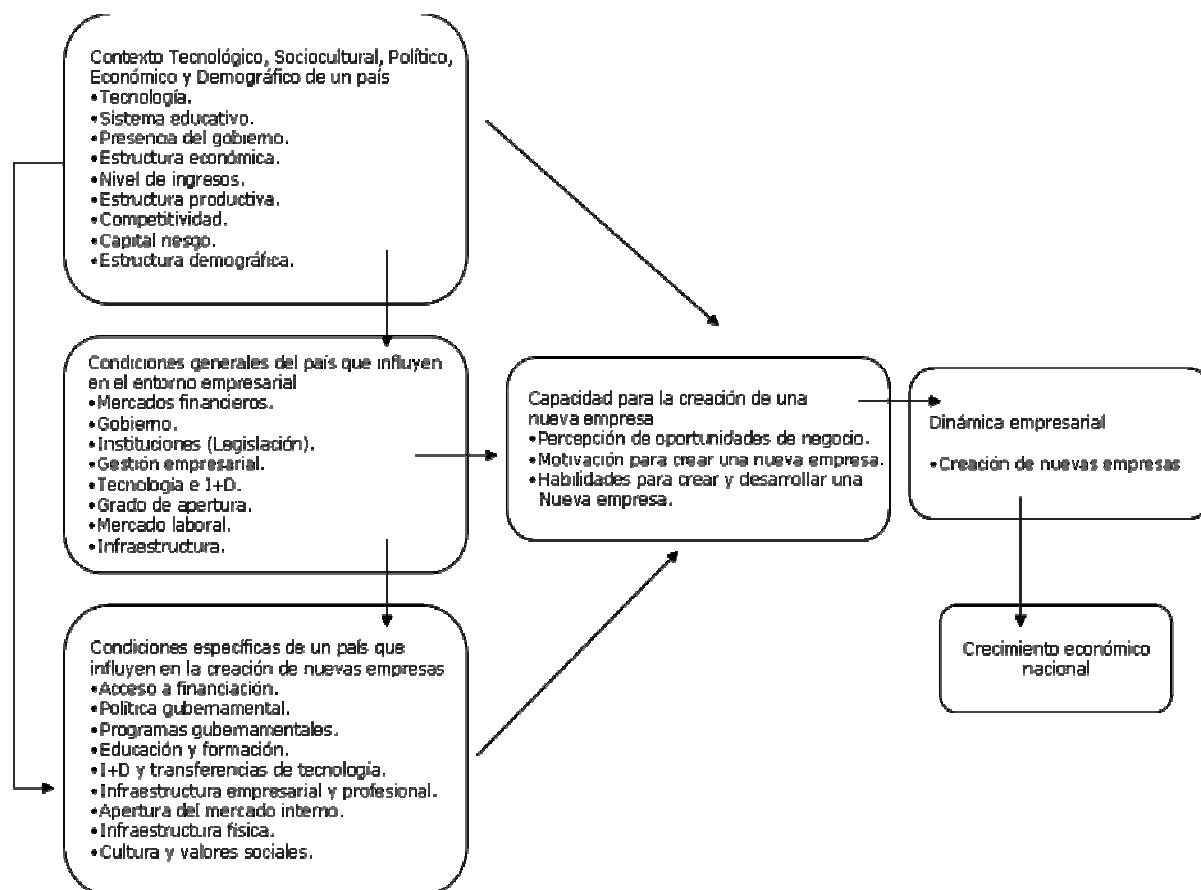 Contexto Tecnológico, Sociocultural, Político,
Económico y Demográfico de un país
•Tecnología.
•Sistema educativo.
•Presencia del gobierno.
•Estructura económica.
•Nivel de ingresos.
•Estructura productiva.
•Competitividad.
•Capital riesgo.
•Estructura demográfica.
Condiciones generales del país que influyen
en el entorno empresarial
•Mercados financieros.
•Gobierno.
•Instituciones (Legislación).
•Gestión empresarial.
•Tecnología e I+D.
•Grado de apertura.
•Mercado laboral.
•Infraestructura.
Condiciones específicas de un país que
influyen en la creación de nuevas empresas
•Acceso a financiación.
•Política gubernamental.
•Programas gubernamentales.
•Educación y formación.
•I+D y transferencias de tecnología.
•Infraestructura empresarial y profesional.
•Apertura del mercado interno.
•Infraestructura física.
•Cultura y valores sociales.
Capacidad para la creación de una
nueva empresa
•Percepción de oportunidades de negocio.
•Motivación para crear una nueva empresa.
•Habilidades para crear y desarrollar una
Nueva empresa.
Dinámica empresarial
•Creación de nuevas empresas
Crecimiento económico
nacional